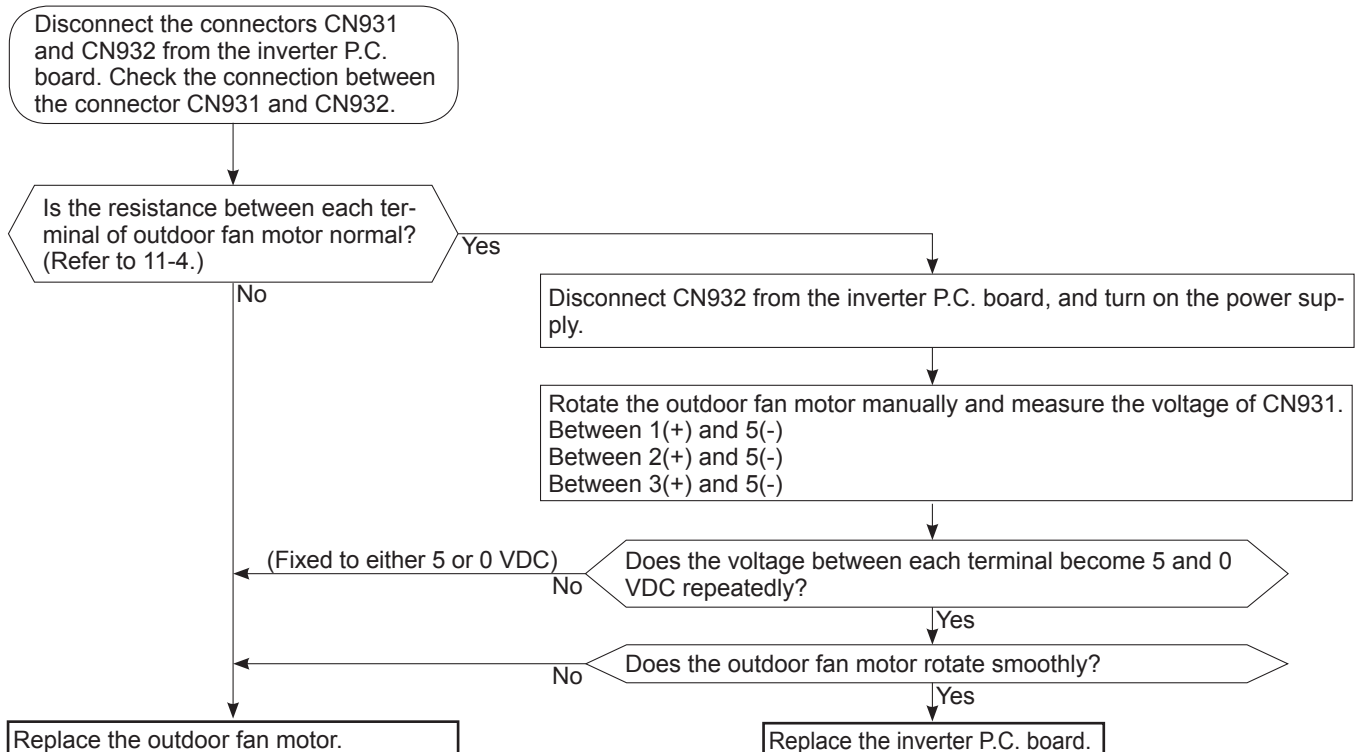 Disconnect the connectors CN931
and CN932 from the inverter P.C.
board. Check the connection between
the connector CN931 and CN932.
Is the resistance between each ter-
minal of outdoor fan motor normal?
(Refer to 11-4.)
Yes
No
Disconnect CN932 from the inverter P.C. board, and turn on the power sup-
ply.
Rotate the outdoor fan motor manually and measure the voltage of CN931.
Between 1(+) and 5(-)
Between 2(+) and 5(-)
Between 3(+) and 5(-)
(Fixed to either 5 or 0 VDC)
No
Does the voltage between each terminal become 5 and 0
VDC repeatedly?
Yes
No
Does the outdoor fan motor rotate smoothly?
Yes
Replace the outdoor fan motor.
Replace the inverter P.C. board.